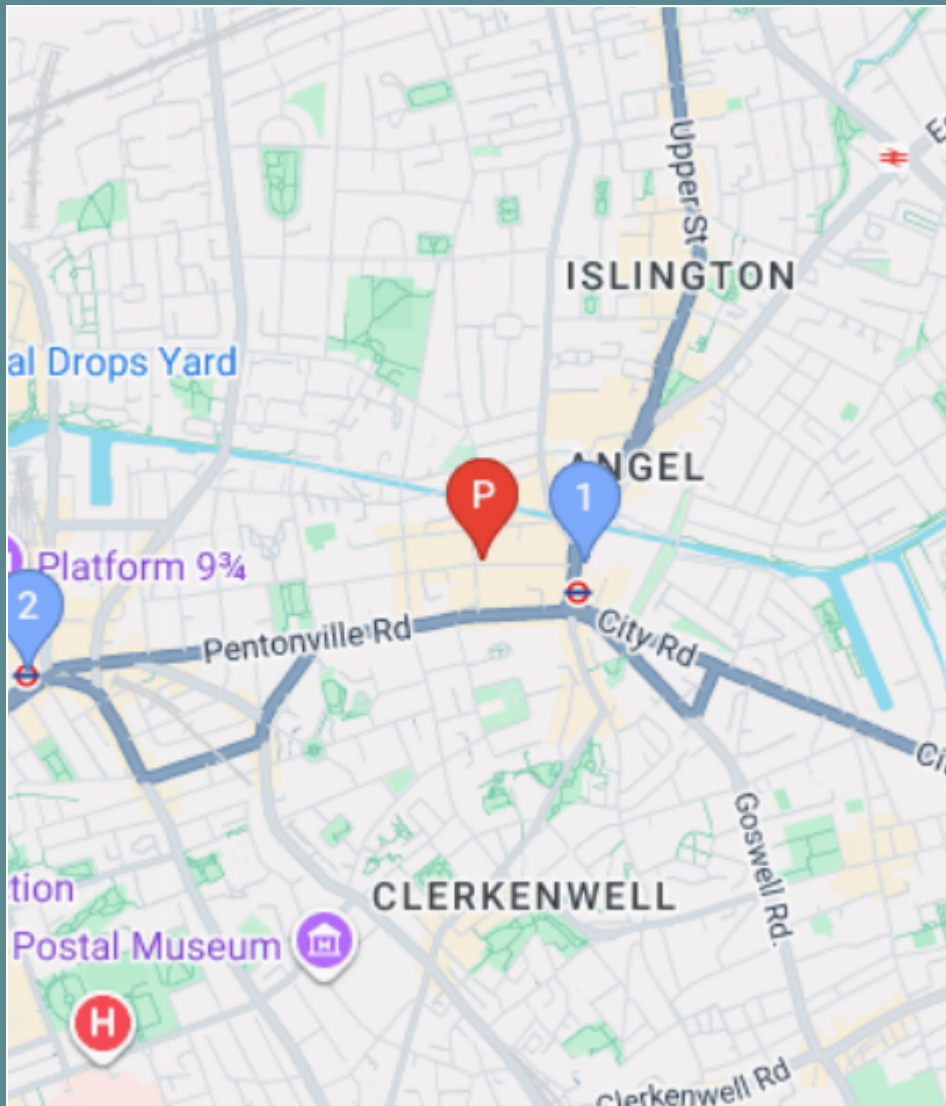 Upper St
ISLINGTON
al Drops Yard
ANGEL
P
1
Platform 9¾
2
Pentonville Rd
City Rd
Goswell Rd.
CLERKENWELL
tion
Postal Museum
H
Clerkenwell Rd